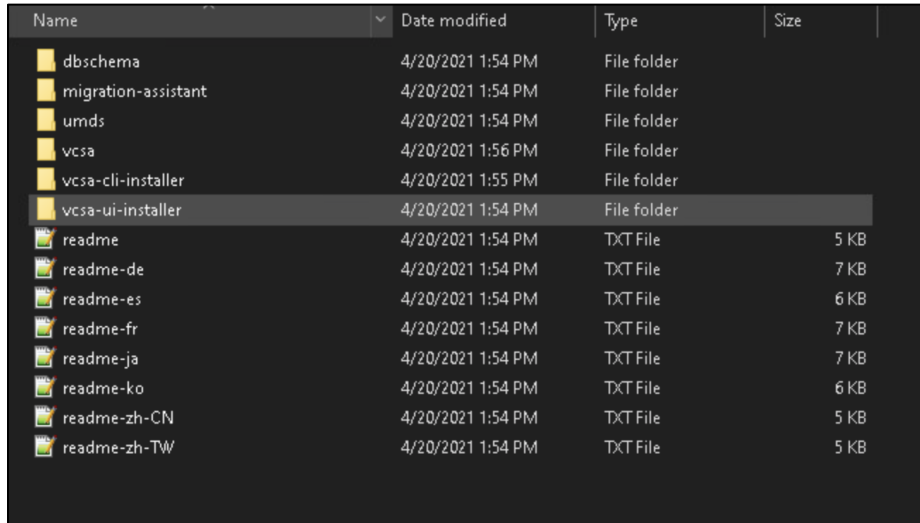 Name Date modified Type Size
dbschema 4/20/2021 1:54 PM File folder
migration-assistant 4/20/2021 1:54 PM File folder
umds 4/20/2021 1:54 PM File folder
vcsa 4/20/2021 1:56 PM File folder
vcsa-cli-installer 4/20/2021 1:55 PM File folder
vcsa-ui-installer 4/20/2021 1:54 PM File folder
readme 4/20/2021 1:54 PM TXT File 5 KB
readme-de 4/20/2021 1:54 PM TXT File 7 KB
readme-es 4/20/2021 1:54 PM TXT File 6 KB
readme-fr 4/20/2021 1:54 PM TXT File 7 KB
readme-ja 4/20/2021 1:54 PM TXT File 7 KB
readme-ko 4/20/2021 1:54 PM TXT File 6 KB
readme-zh-CN 4/20/2021 1:54 PM TXT File 5 KB
readme-zh-TW 4/20/2021 1:54 PM TXT File 5 KB